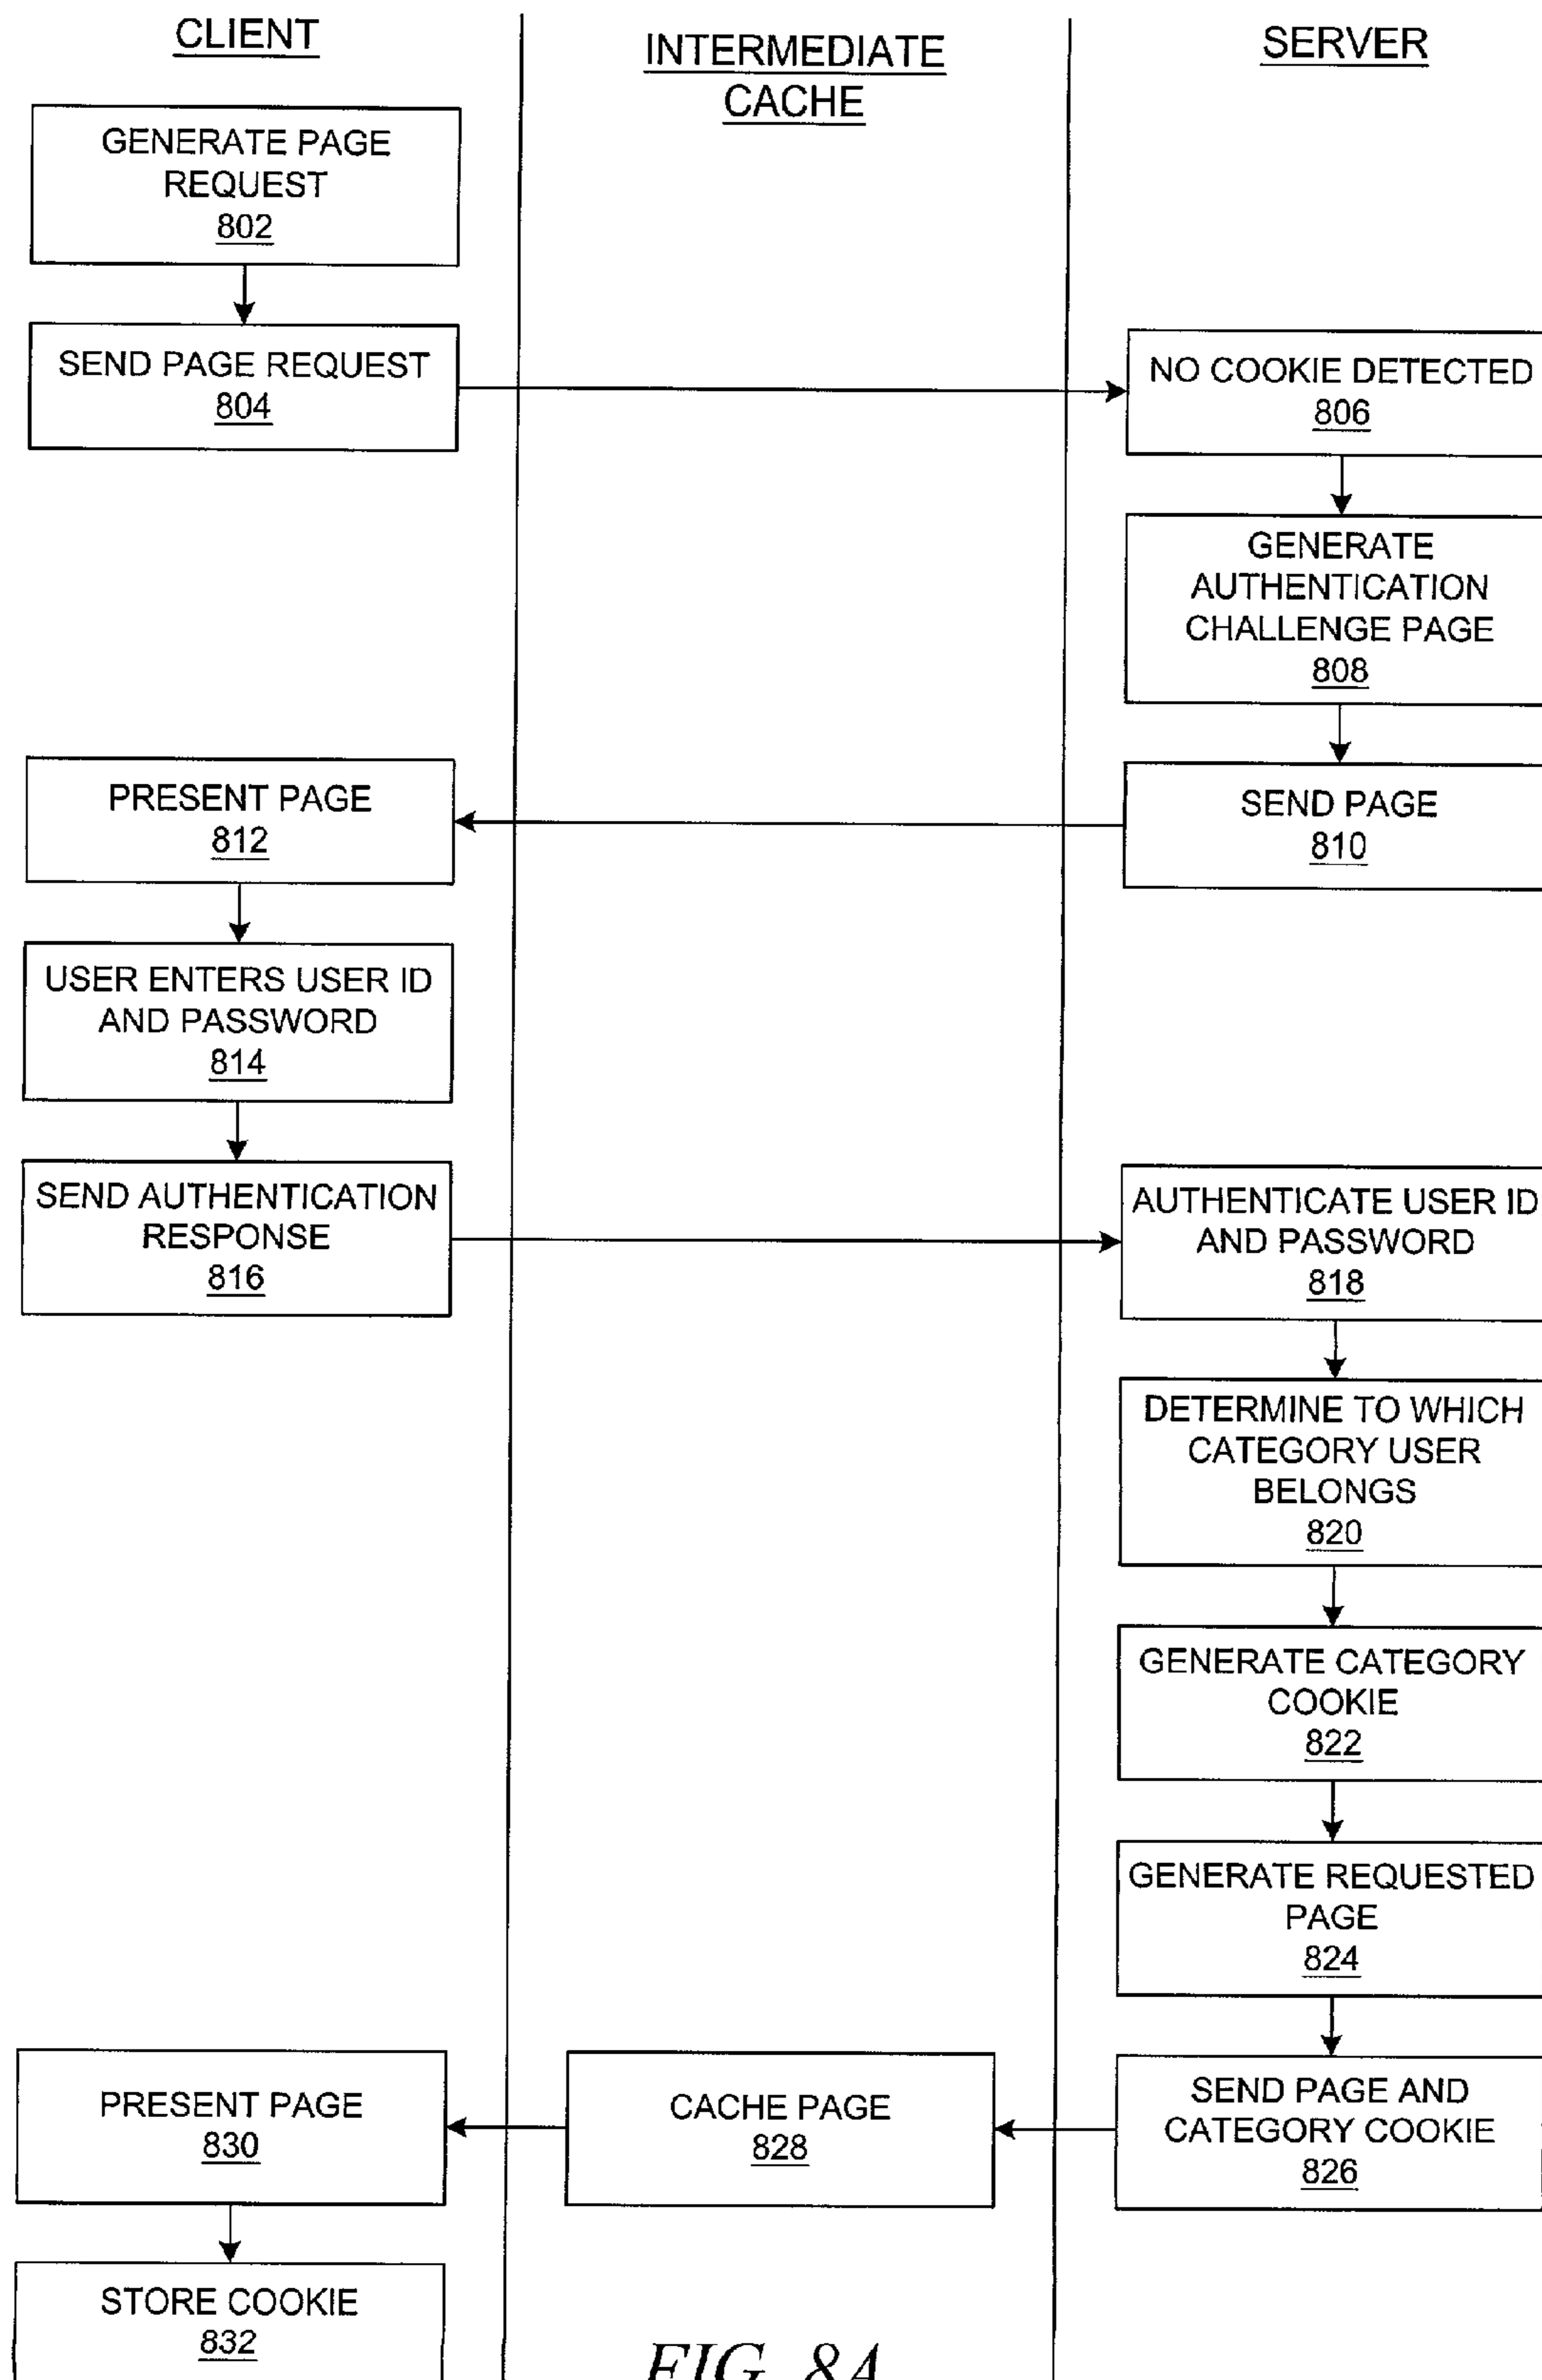 CLIENT
INTERMEDIATE
CACHE
SERVER
GENERATE PAGE
REQUEST
802
SEND PAGE REQUEST
804
NO COOKIE DETECTED
806
GENERATE
AUTHENTICATION
CHALLENGE PAGE
808
SEND PAGE
810
PRESENT PAGE
812
USER ENTERS USER ID
AND PASSWORD
814
SEND AUTHENTICATION
RESPONSE
816
AUTHENTICATE USER ID
AND PASSWORD
818
DETERMINE TO WHICH
CATEGORY USER
BELONGS
820
GENERATE CATEGORY
COOKIE
822
GENERATE REQUESTED
PAGE
824
SEND PAGE AND
CATEGORY COOKIE
826
CACHE PAGE
828
PRESENT PAGE
830
STORE COOKIE
832
FIG. 8A